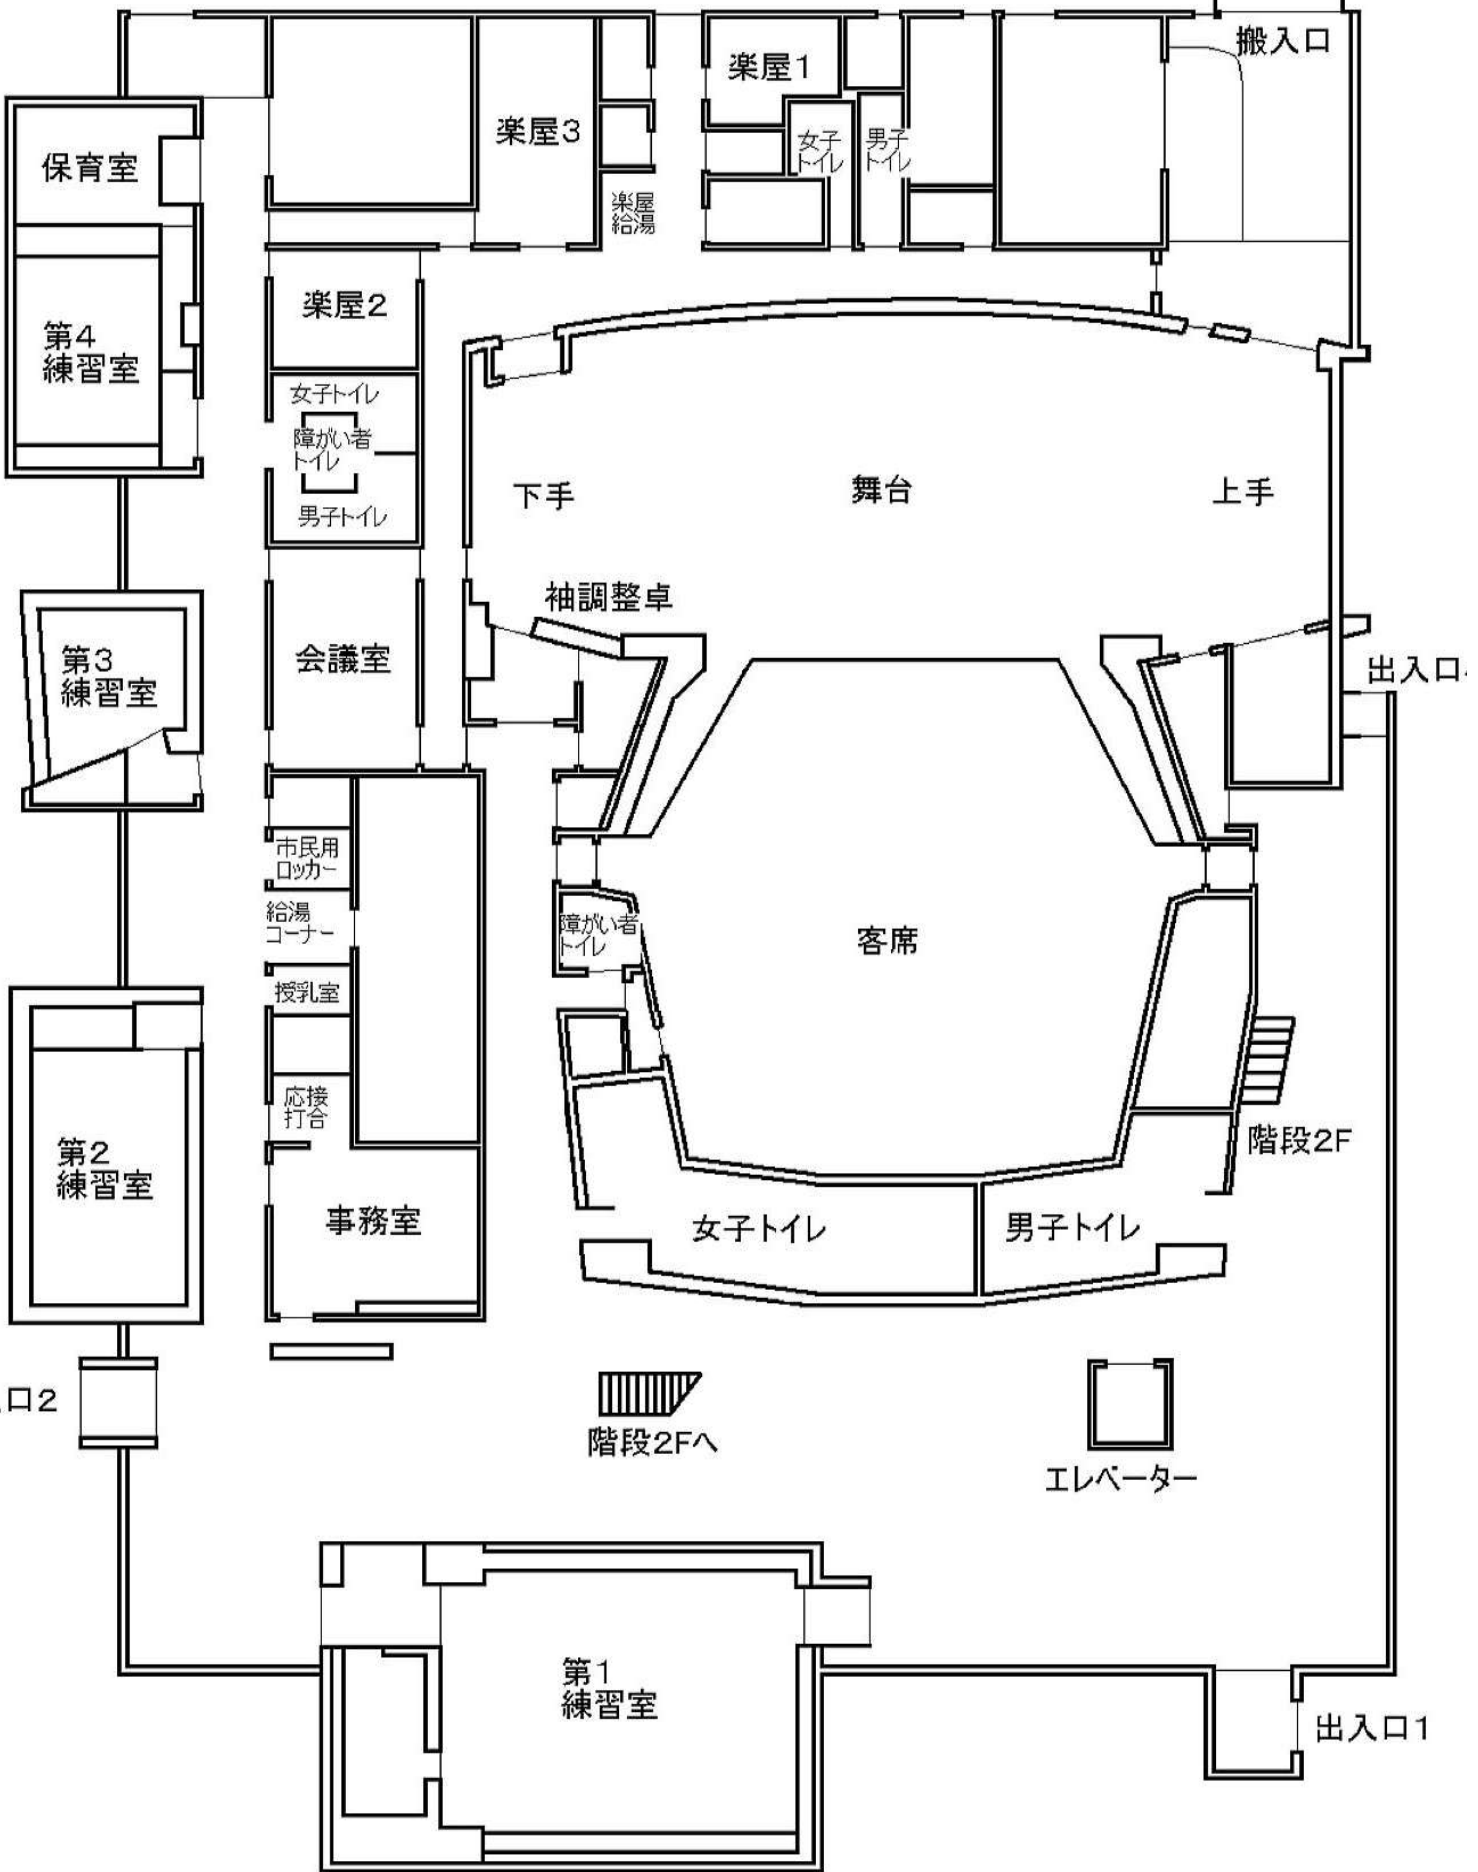 搬入口
楽屋1
楽屋3
女子
トイレ
男子
トイレ
保育室
楽屋
給湯
楽屋2
第4
練習室
女子トイレ
障がい者
トイレ
男子トイレ
下手
舞台
上手
袖調整卓
会議室
第3
練習室
出入口
市民用
ロッカー
給湯
コーナー
障がい者
トイレ
客席
授乳室
応接
打合
階段2F
第2
練習室
事務室
女子トイレ
男子トイレ
口2
階段2Fへ
エレベーター
第1
練習室
出入口1